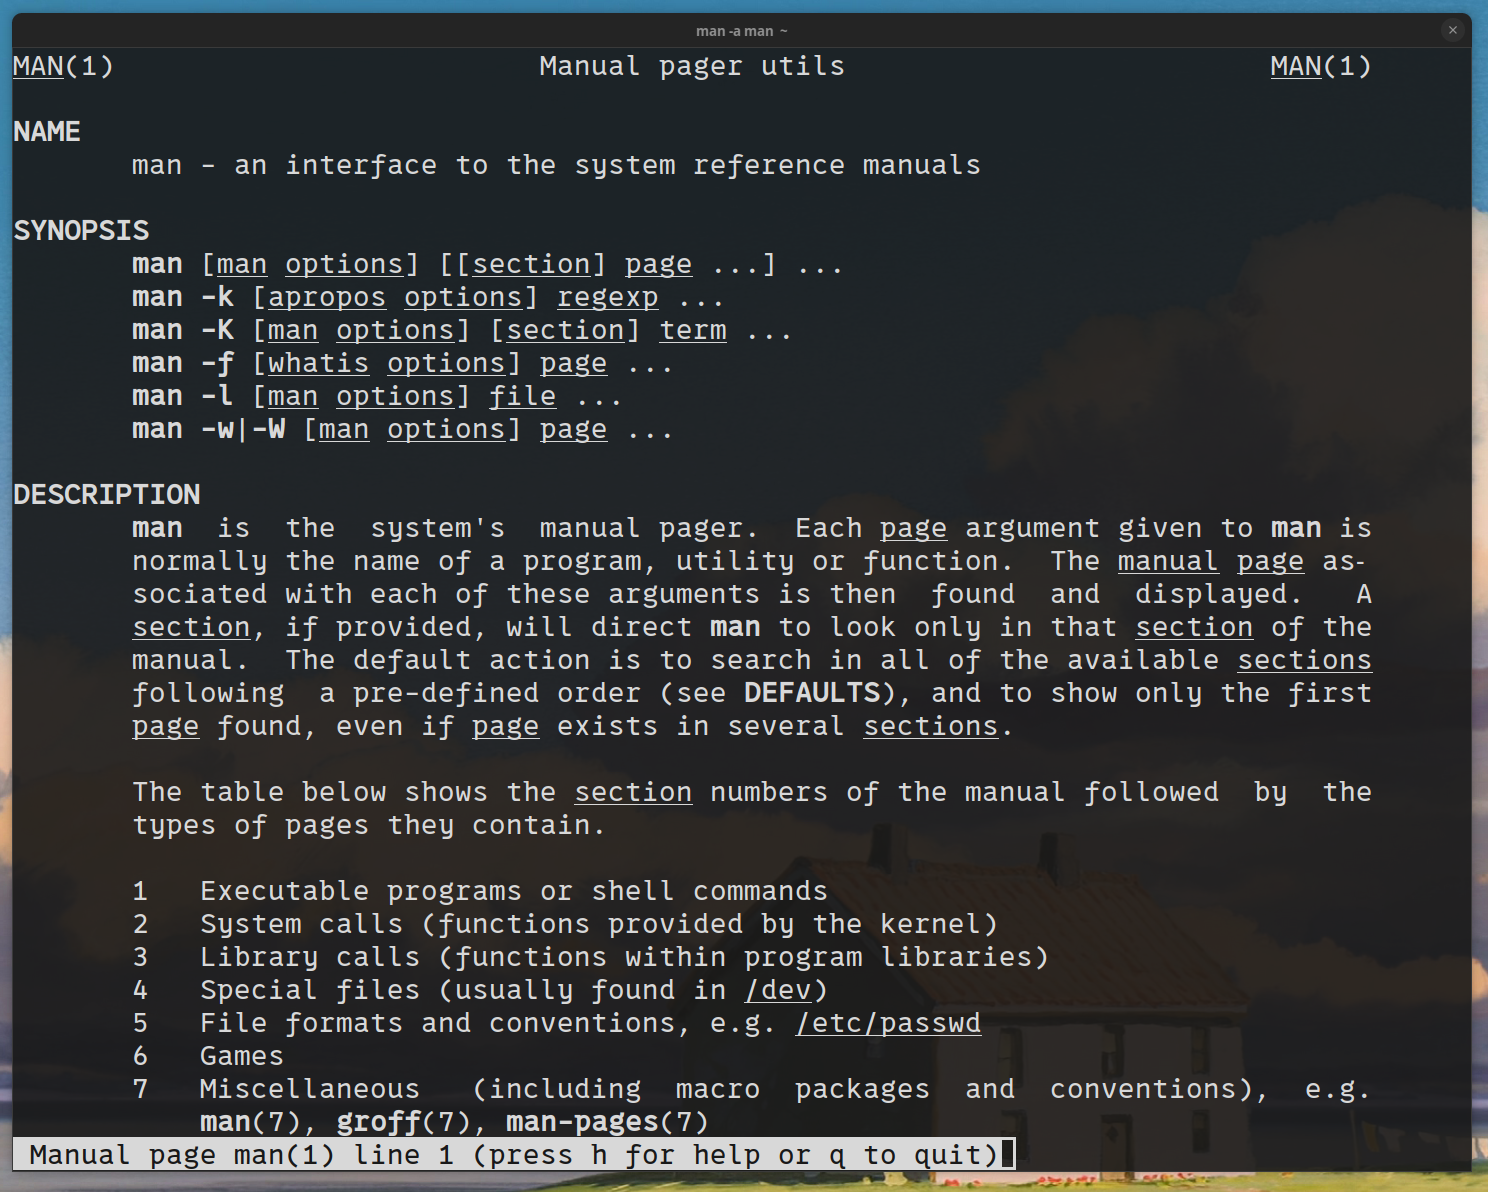 man -a man ~
MAN(1) Manual pager utils MAN(1)
NAME
man - an interface to the system reference manuals
SYNOPSIS
man [man options] [[section] page ...] ...
man -k [apropos options] regexp ...
man -K [man options] [section] term ...
man -f [whatis options] page ...
man -l [man options] file ...
man -w|-W [man options] page ...
DESCRIPTION
man is the system's manual pager. Each page argument given to man is
normally the name of a program, utility or function. The manual page as-
sociated with each of these arguments is then found and displayed. A
section, if provided, will direct man to look only in that section of the
manual. The default action is to search in all of the available sections
following a pre-defined order (see DEFAULTS), and to show only the first
page found, even if page exists in several sections.
The table below shows the section numbers of the manual followed by the
types of pages they contain.
1 Executable programs or shell commands
2 System calls (functions provided by the kernel)
3 Library calls (functions within program libraries)
4 Special files (usually found in /dev)
5 File formats and conventions, e.g. /etc/passwd
6 Games
7 Miscellaneous (including macro packages and conventions), e.g.
man(7), groff(7), man-pages(7)
Manual page man(1) line 1 (press h for help or q to quit)